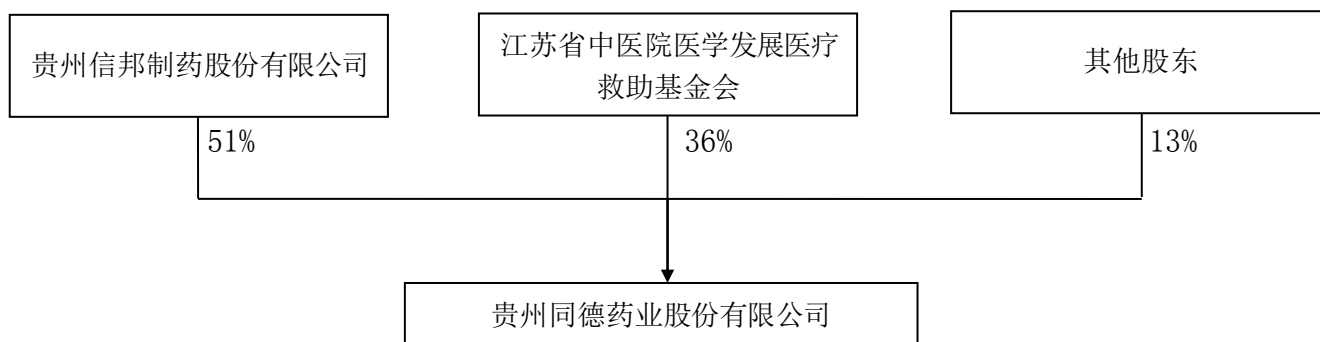 贵州信邦制药股份有限公司
江苏省中医院医学发展医疗
救助基金会
其他股东
51%
36%
13%
贵州同德药业股份有限公司